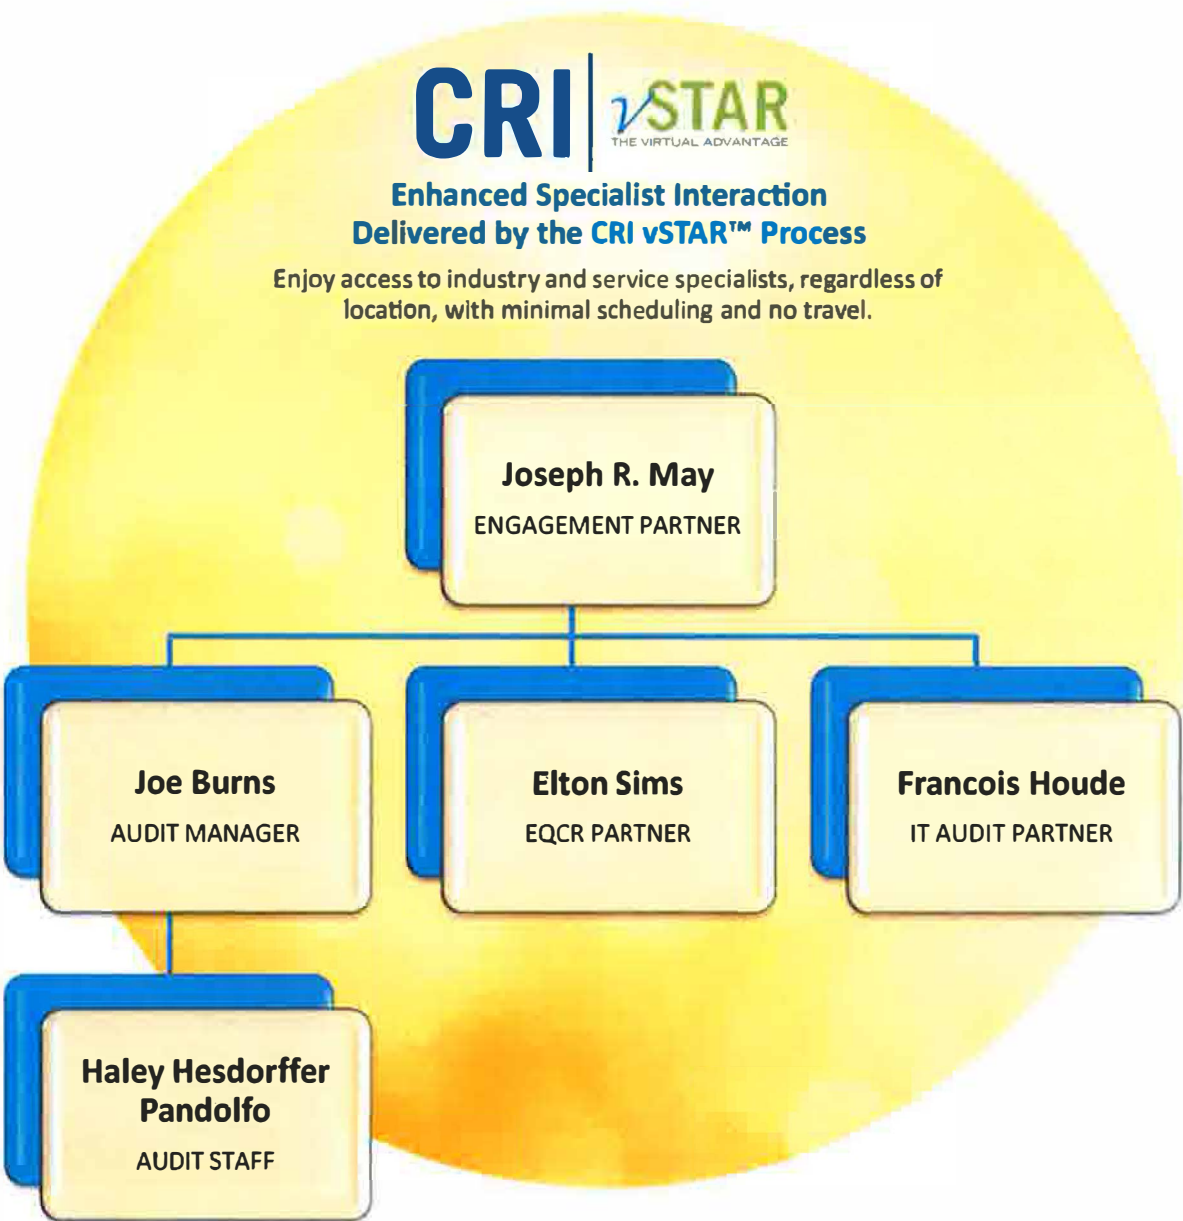 CRI
vSTAR
THE VIRTUAL ADVANTAGE
Enhanced Specialist Interaction
Delivered by the CRI vSTAR™ Process
Enjoy access to industry and service specialists, regardless of
location, with minimal scheduling and no travel.
Joseph R. May
ENGAGEMENT PARTNER
Joe Burns
AUDIT MANAGER
Elton Sims
EQCR PARTNER
Francois Houde
IT AUDIT PARTNER
Haley Hesdorffer
Pandolfo
AUDIT STAFF